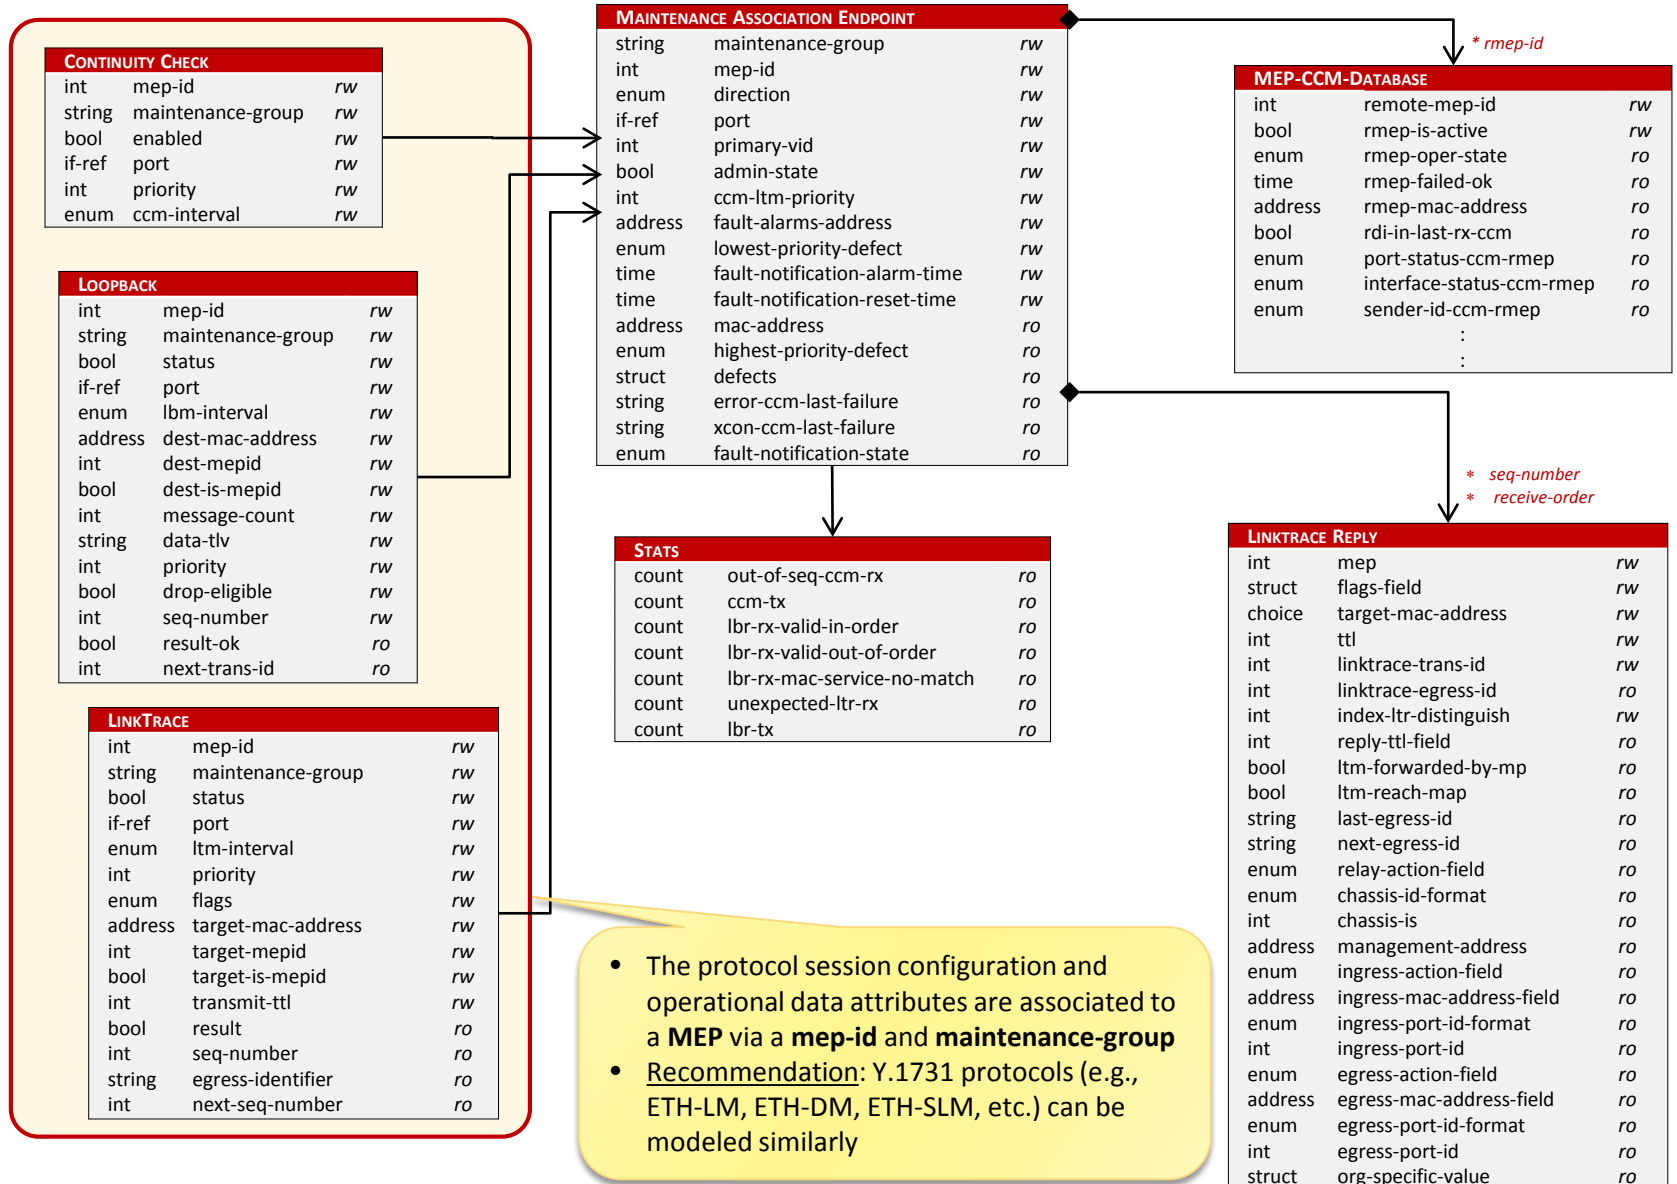 CONTINUITY CHECK
int mep-id rw
string maintenance-group rw
bool enabled rw
if-ref port rw
int priority rw
enum ccm-interval rw
LOOPBACK
int mep-id rw
string maintenance-group rw
bool status rw
if-ref port rw
enum lbm-interval rw
address dest-mac-address rw
int dest-mepid rw
bool dest-is-mepid rw
int message-count rw
string data-tlv rw
int priority rw
bool drop-eligible rw
int seq-number rw
bool result-ok ro
int next-trans-id ro
LINKTRACE
int mep-id rw
string maintenance-group rw
bool status rw
if-ref port rw
enum ltm-interval rw
int priority rw
enum flags rw
address target-mac-address rw
int target-mepid rw
bool target-is-mepid rw
int transmit-ttl rw
bool result ro
int seq-number ro
string egress-identifier ro
int next-seq-number ro
MAINTENANCE ASSOCIATION ENDPOINT
string maintenance-group rw
int mep-id rw
enum direction rw
if-ref port rw
int primary-vid rw
bool admin-state rw
int ccm-ltm-priority rw
address fault-alarms-address rw
enum lowest-priority-defect rw
time fault-notification-alarm-time rw
time fault-notification-reset-time rw
address mac-address ro
enum highest-priority-defect ro
struct defects ro
string error-ccm-last-failure ro
string xcon-ccm-last-failure ro
enum fault-notification-state ro
STATS
count out-of-seq-ccm-rx ro
count ccm-tx ro
count lbr-rx-valid-in-order ro
count lbr-rx-valid-out-of-order ro
count lbr-rx-mac-service-no-match ro
count unexpected-ltr-rx ro
count lbr-tx ro
* rmep-id
MEP-CCM-DATABASE
int remote-mep-id rw
bool rmep-is-active rw
enum rmep-oper-state ro
time rmep-failed-ok ro
address rmep-mac-address ro
bool rdi-in-last-rx-ccm ro
enum port-status-ccm-rmep ro
enum interface-status-ccm-rmep ro
enum sender-id-ccm-rmep ro
:
:
* seq-number
* receive-order
LINKTRACE REPLY
int mep rw
struct flags-field rw
choice target-mac-address rw
int ttl rw
int linktrace-trans-id rw
int linktrace-egress-id ro
int index-ltr-distinguish rw
int reply-ttl-field ro
bool ltm-forwarded-by-mp ro
bool ltm-reach-map ro
string last-egress-id ro
string next-egress-id ro
enum relay-action-field ro
enum chassis-id-format ro
int chassis-is ro
address management-address ro
enum ingress-action-field ro
address ingress-mac-address-field ro
enum ingress-port-id-format ro
int ingress-port-id ro
enum egress-action-field ro
address egress-mac-address-field ro
enum egress-port-id-format ro
int egress-port-id ro
struct org-specific-value ro
• The protocol session configuration and
operational data attributes are associated to
a MEP via a mep-id and maintenance-group
• Recommendation: Y.1731 protocols (e.g.,
ETH-LM, ETH-DM, ETH-SLM, etc.) can be
modeled similarly